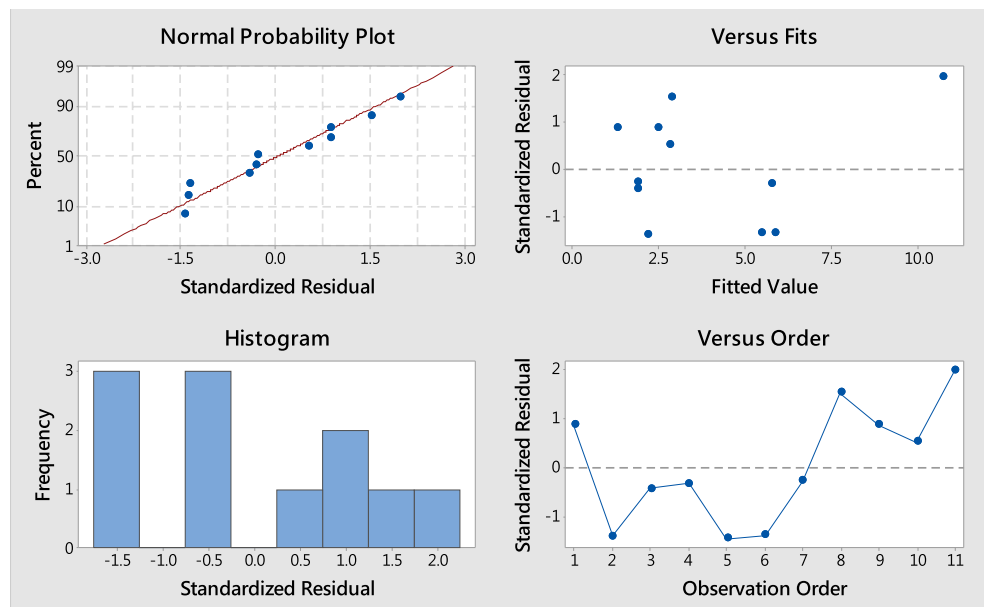 Normal Probability Plot
99
90
50
10
1
Percent
-3.0 -1.5 0.0 1.5 3.0
Standardized Residual
Versus Fits
2
1
0
-1
Standardized Residual
0.0 2.5 5.0 7.5 10.0
Fitted Value
Histogram
3
2
1
0
Frequency
-1.5 -1.0 -0.5 0.0 0.5 1.0 1.5 2.0
Standardized Residual
Versus Order
2
1
0
-1
Standardized Residual
1 2 3 4 5 6 7 8 9 10 11
Observation Order